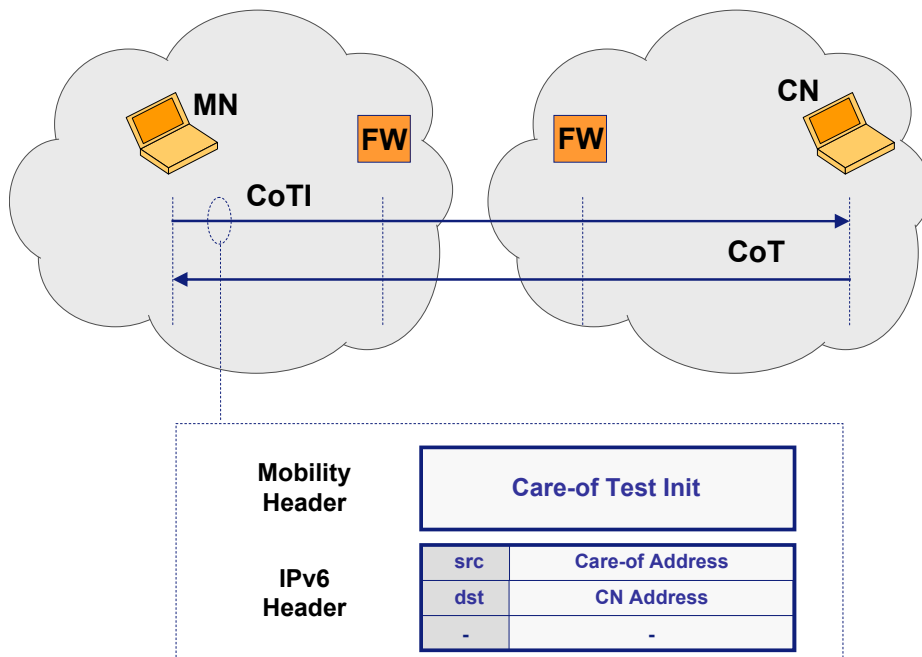 MN
CN
FW
FW
CoTI
CoT
Mobility
Header
Care-of Test Init
IPv6
Header
src
Care-of Address
dst
CN Address
-
-